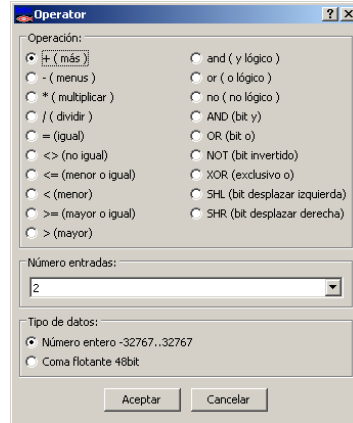 Operator
Operación:
+ ( más )
- ( menus )
* ( multiplicar )
/ ( dividir )
= (igual)
<> (no igual)
<= (menor o igual)
< (menor)
>= (mayor o igual)
> (mayor)
and ( y lógico )
or ( o lógico )
no ( no lógico )
AND (bit y)
OR (bit o)
NOT (bit invertido)
XOR (exclusivo o)
SHL (bit desplazar izquierda)
SHR (bit desplazar derecha)
Número entradas:
2
Tipo de datos:
Número entero -32767..32767
Coma flotante 48bit
Aceptar
Cancelar